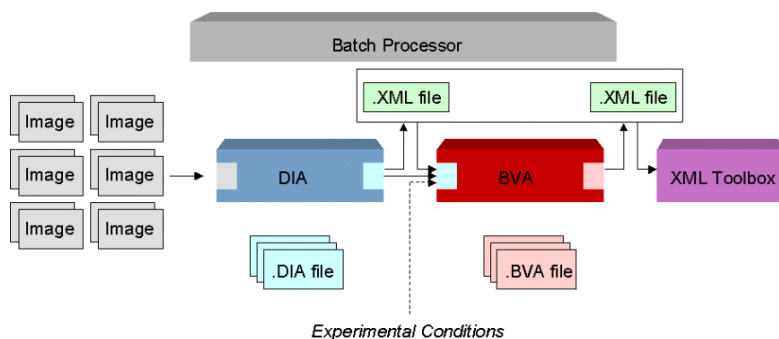 Batch Processor
.XML file
.XML file
Image
Image
Image
Image
Image
Image
DIA
BVA
XML Toolbox
.DIA file
.BVA file
Experimental Conditions